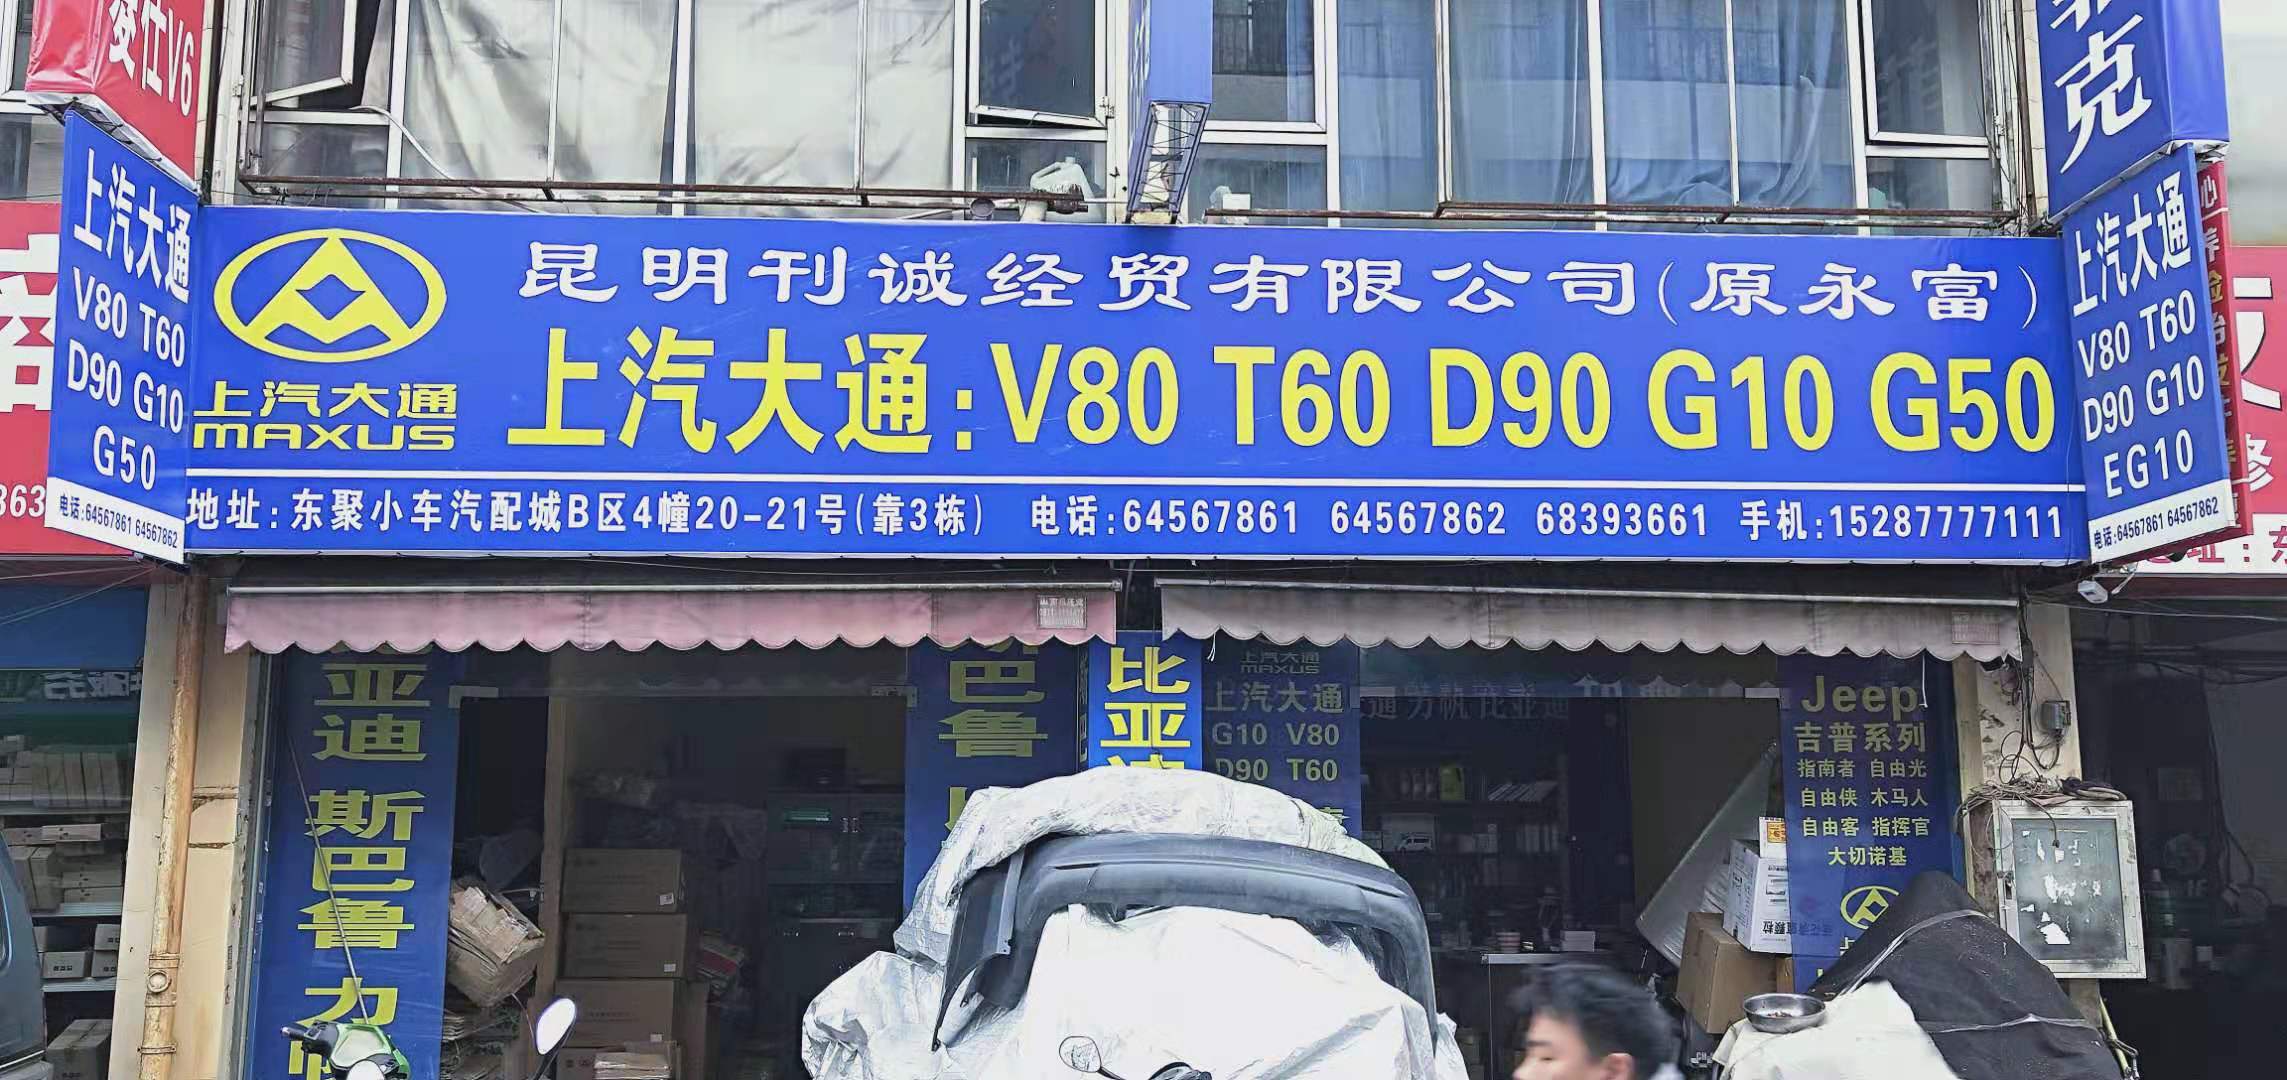 菱仕V6
克
上汽大通
V80 T60
D90 G10
G50
电话:64567861 64567862
上汽大通
MAXUS
昆明刊诚经贸有限公司(原永富)
上汽大通:V80 T60 D90 G10 G50
地址:东聚小车汽配城B区4幢20-21号(靠3栋) 电话:64567861 64567862 68393661 手机:15287777111
上汽大通
V80 T60
D90 G10
EG10
电话:64567861 64567862
863
修
亚迪
斯巴鲁
力
巴鲁
比亚
上汽大通
MAXUS
上汽大通
G10 V80
D90 T60
Jeep
吉普系列
指南者 自由光
自由侠 木马人
自由客 指挥官
大切诺基